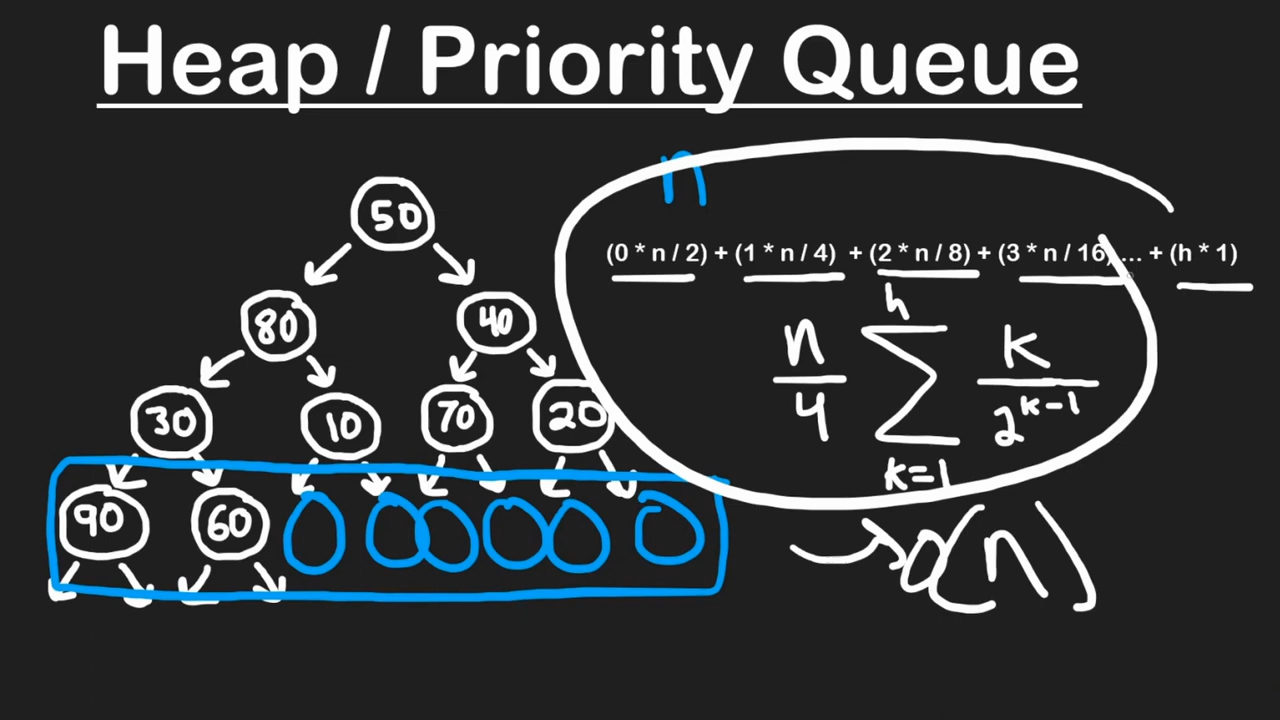 Heap / Priority Queue
n
50
(0 * n / 2) + (1 * n / 4) + (2 * n / 8) + (3 * n / 16) ... + (h * 1)
80 40
h
n Σ k
4 2^k-1
k=1
30 10 70 20
90 60
→ O(n)